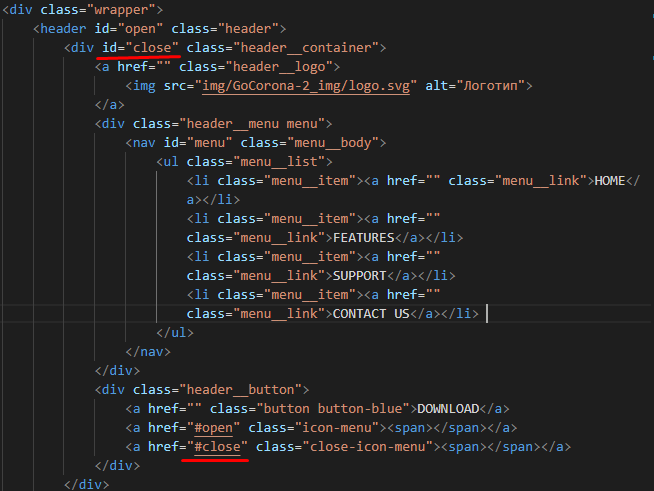 <div class="wrapper">
<header id="open" class="header">
<div id="close" class="header__container">
<a href="" class="header__logo">
<img src="img/GoCorona-2_img/logo.svg" alt="Логотип">
</a>
<div class="header__menu menu">
<nav id="menu" class="menu__body">
<ul class="menu__list">
<li class="menu__item"><a href="" class="menu__link">HOME</
a></li>
<li class="menu__item"><a href=""
class="menu__link">FEATURES</a></li>
<li class="menu__item"><a href=""
class="menu__link">SUPPORT</a></li>
<li class="menu__item"><a href=""
class="menu__link">CONTACT US</a></li>
</ul>
</nav>
</div>
<div class="header__button">
<a href="" class="button button-blue">DOWNLOAD</a>
<a href="#open" class="icon-menu"><span></span></a>
<a href="#close" class="close-icon-menu"><span></span></a>
</div>
</div>